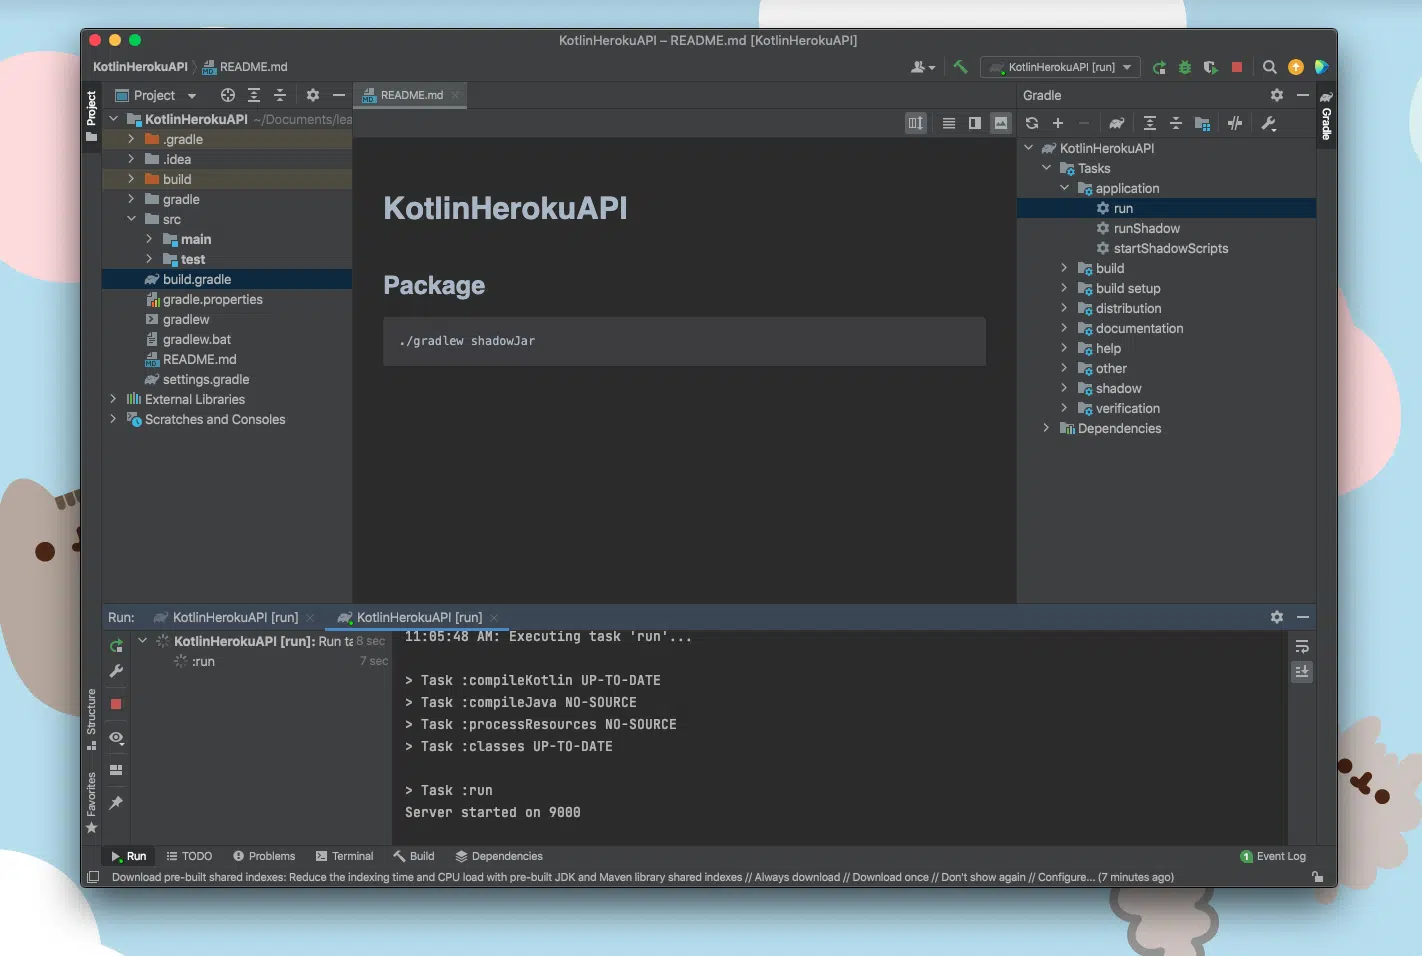 KotlinHerokuAPI – README.md [KotlinHerokuAPI]
KotlinHerokuAPI README.md
KotlinHerokuAPI [run]
Project
Project
KotlinHerokuAPI ~/Documents/lea
.gradle
.idea
build
gradle
src
main
test
build.gradle
gradle.properties
gradlew
gradlew.bat
README.md
settings.gradle
External Libraries
Scratches and Consoles
README.md
KotlinHerokuAPI
Package
./gradlew shadowJar
Gradle
Gradle
KotlinHerokuAPI
Tasks
application
run
runShadow
startShadowScripts
build
build setup
distribution
documentation
help
other
shadow
verification
Dependencies
Run: KotlinHerokuAPI [run] KotlinHerokuAPI [run]
KotlinHerokuAPI [run]: Run ta 8 sec
:run 7 sec
11:05:48 AM: Executing task 'run'...
> Task :compileKotlin UP-TO-DATE
> Task :compileJava NO-SOURCE
> Task :processResources NO-SOURCE
> Task :classes UP-TO-DATE
> Task :run
Server started on 9000
Structure
Favorites
Run TODO Problems Terminal Build Dependencies 1 Event Log
Download pre-built shared indexes: Reduce the indexing time and CPU load with pre-built JDK and Maven library shared indexes // Always download // Download once // Don't show again // Configure... (7 minutes ago)